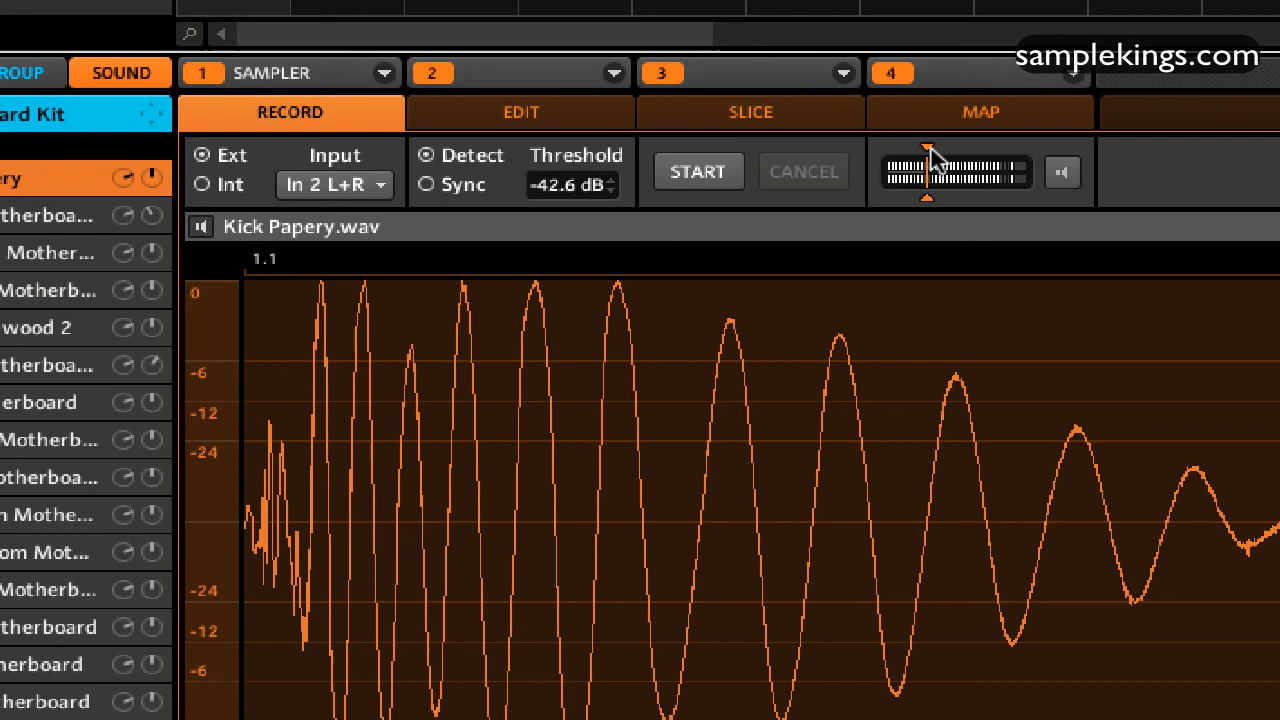 samplekings.com
ROUP SOUND 1 SAMPLER 2 3 4
ard Kit RECORD EDIT SLICE MAP
Ext Input Detect Threshold START CANCEL
Int In 2 L+R Sync -42.6 dB
ery
Kick Papery.wav
therboa...
Mother...
1.1
Motherb...
0
wood 2
therboa...
-6
erboard
-12
Motherb...
-24
otherboa...
n Mothe...
om Mot...
Motherb...
-24
therboard
-12
herboard
-6
therboard